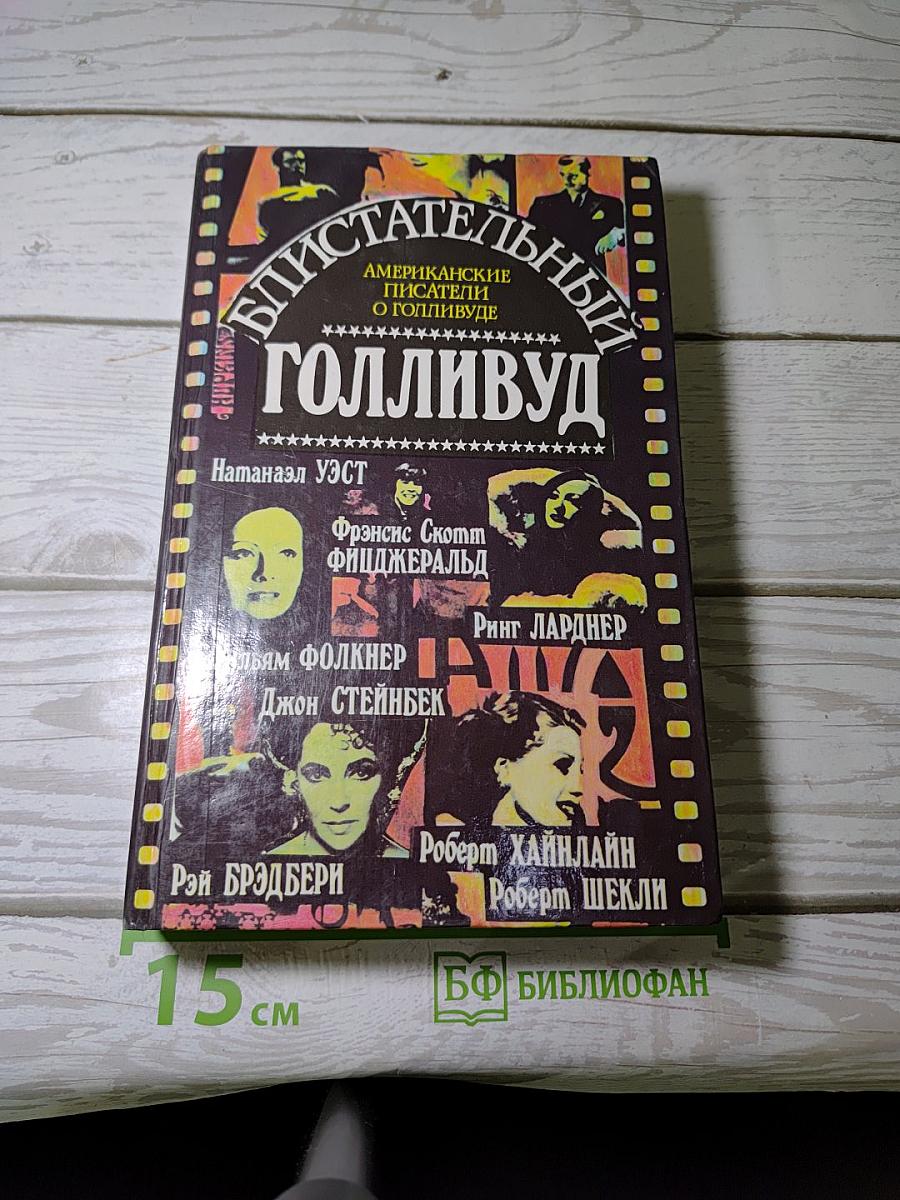 БЛИСТАТЕЛЬНЫЙ
АМЕРИКАНСКИЕ
ПИСАТЕЛИ
О ГОЛЛИВУДЕ
ГОЛЛИВУД
Натанаэл УЭСТ
Фрэнсис Скотт
ФИЦДЖЕРАЛЬД
Ринг ЛАРДНЕР
льям ФОЛКНЕР
Джон СТЕЙНБЕК
Роберт ХАЙНЛАЙН
Рэй БРЭДБЕРИ
Роберт ШЕКЛИ
15 см
БФ БИБЛИОФАН